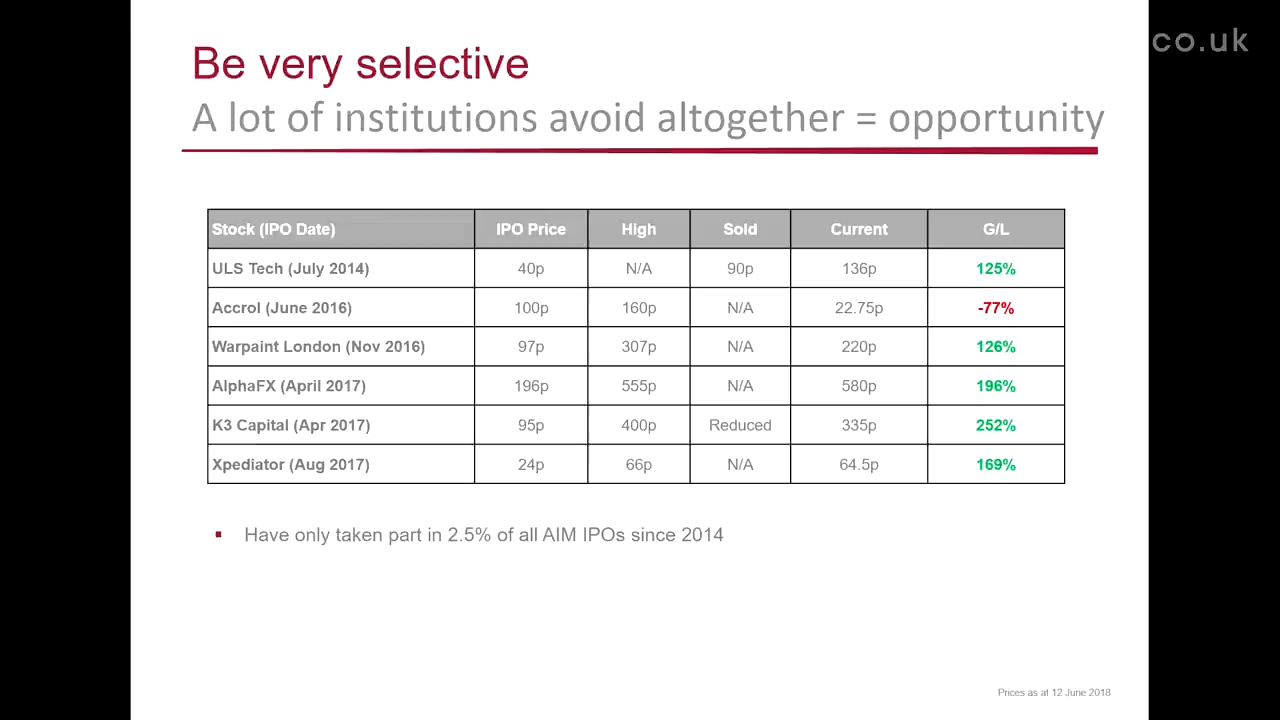 co.uk
Be very selective
A lot of institutions avoid altogether = opportunity
Stock (IPO Date) IPO Price High Sold Current G/L
ULS Tech (July 2014) 40p N/A 90p 136p 125%
Accrol (June 2016) 100p 160p N/A 22.75p -77%
Warpaint London (Nov 2016) 97p 307p N/A 220p 126%
AlphaFX (April 2017) 196p 555p N/A 580p 196%
K3 Capital (Apr 2017) 95p 400p Reduced 335p 252%
Xpediator (Aug 2017) 24p 66p N/A 64.5p 169%
▪ Have only taken part in 2.5% of all AIM IPOs since 2014
Prices as at 12 June 2018